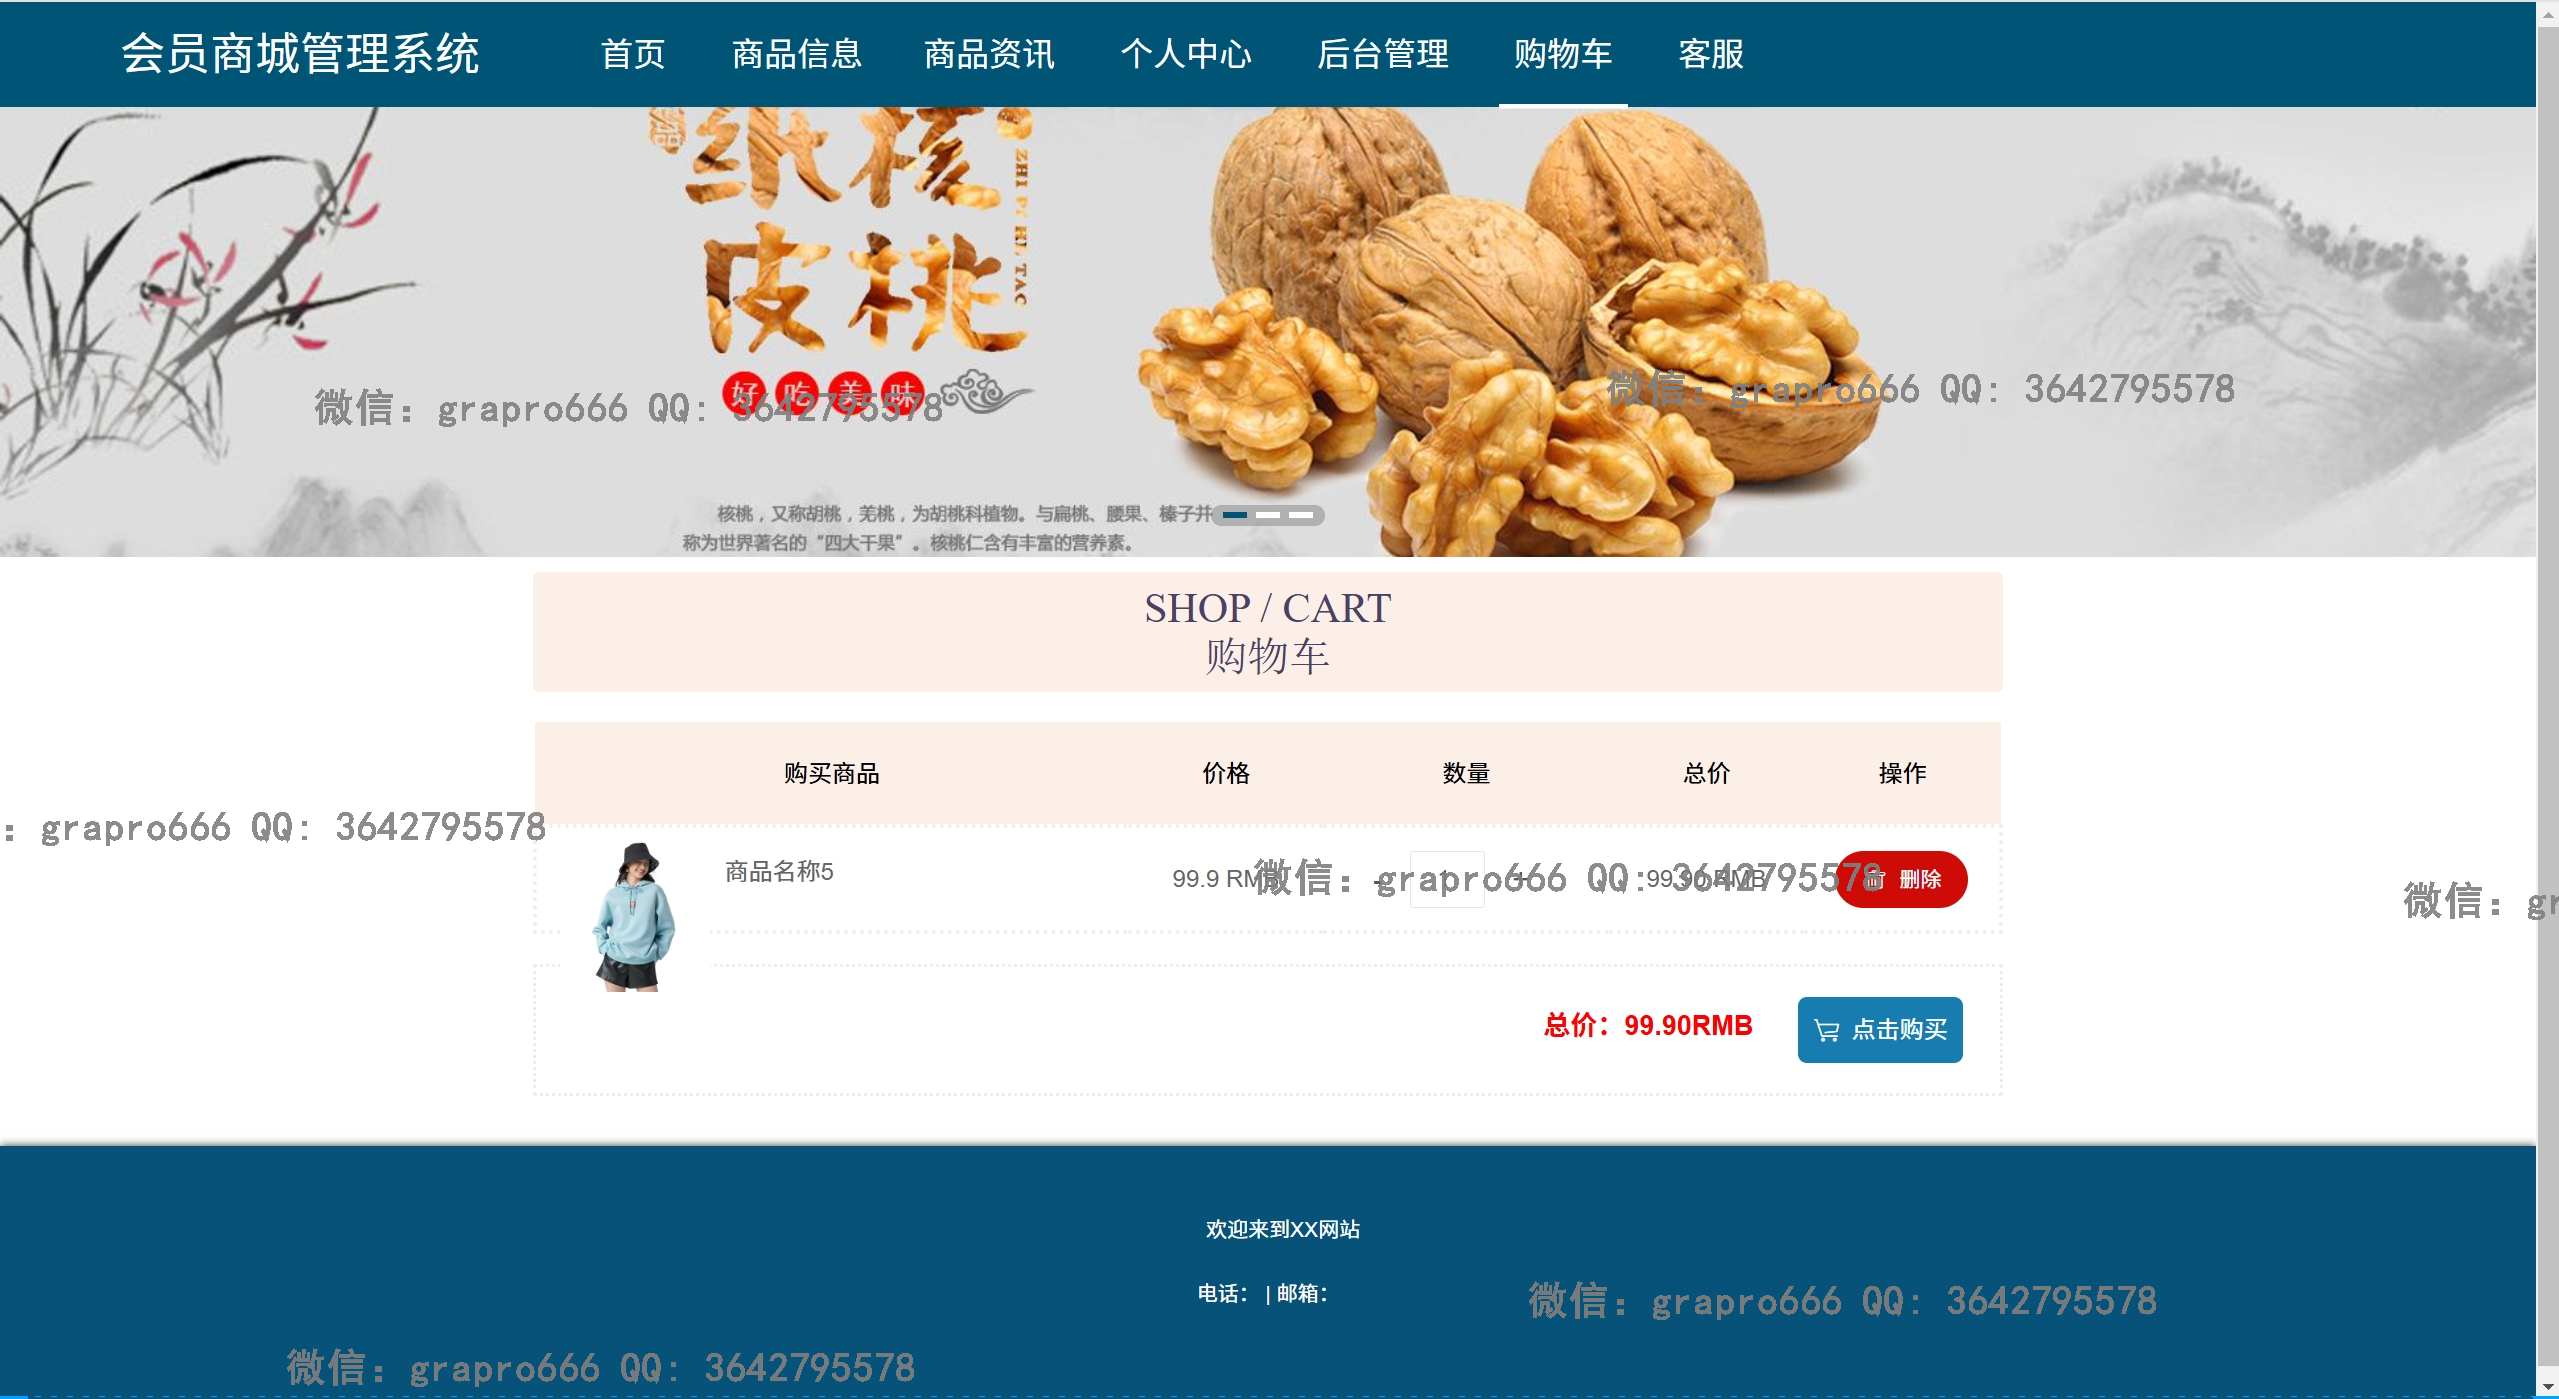 会员商城管理系统 首页 商品信息 商品资讯 个人中心 后台管理 购物车 客服
纸核
皮桃
好吃美味
微信：grapro666 QQ: 3642795578
微信：grapro666 QQ: 3642795578
核桃，又称胡桃，羌桃，为胡桃科植物。与扁桃、腰果、榛子并
称为世界著名的“四大干果”。核桃仁含有丰富的营养素。
SHOP / CART
购物车
购买商品 价格 数量 总价 操作
：grapro666 QQ: 3642795578
商品名称5 99.9 RMB - 1 + 99.90 RMB 删除
微信：grapro666 QQ: 3642795578
微信：gr
总价：99.90RMB 点击购买
欢迎来到XX网站
电话： | 邮箱：
微信：grapro666 QQ: 3642795578
微信：grapro666 QQ: 3642795578